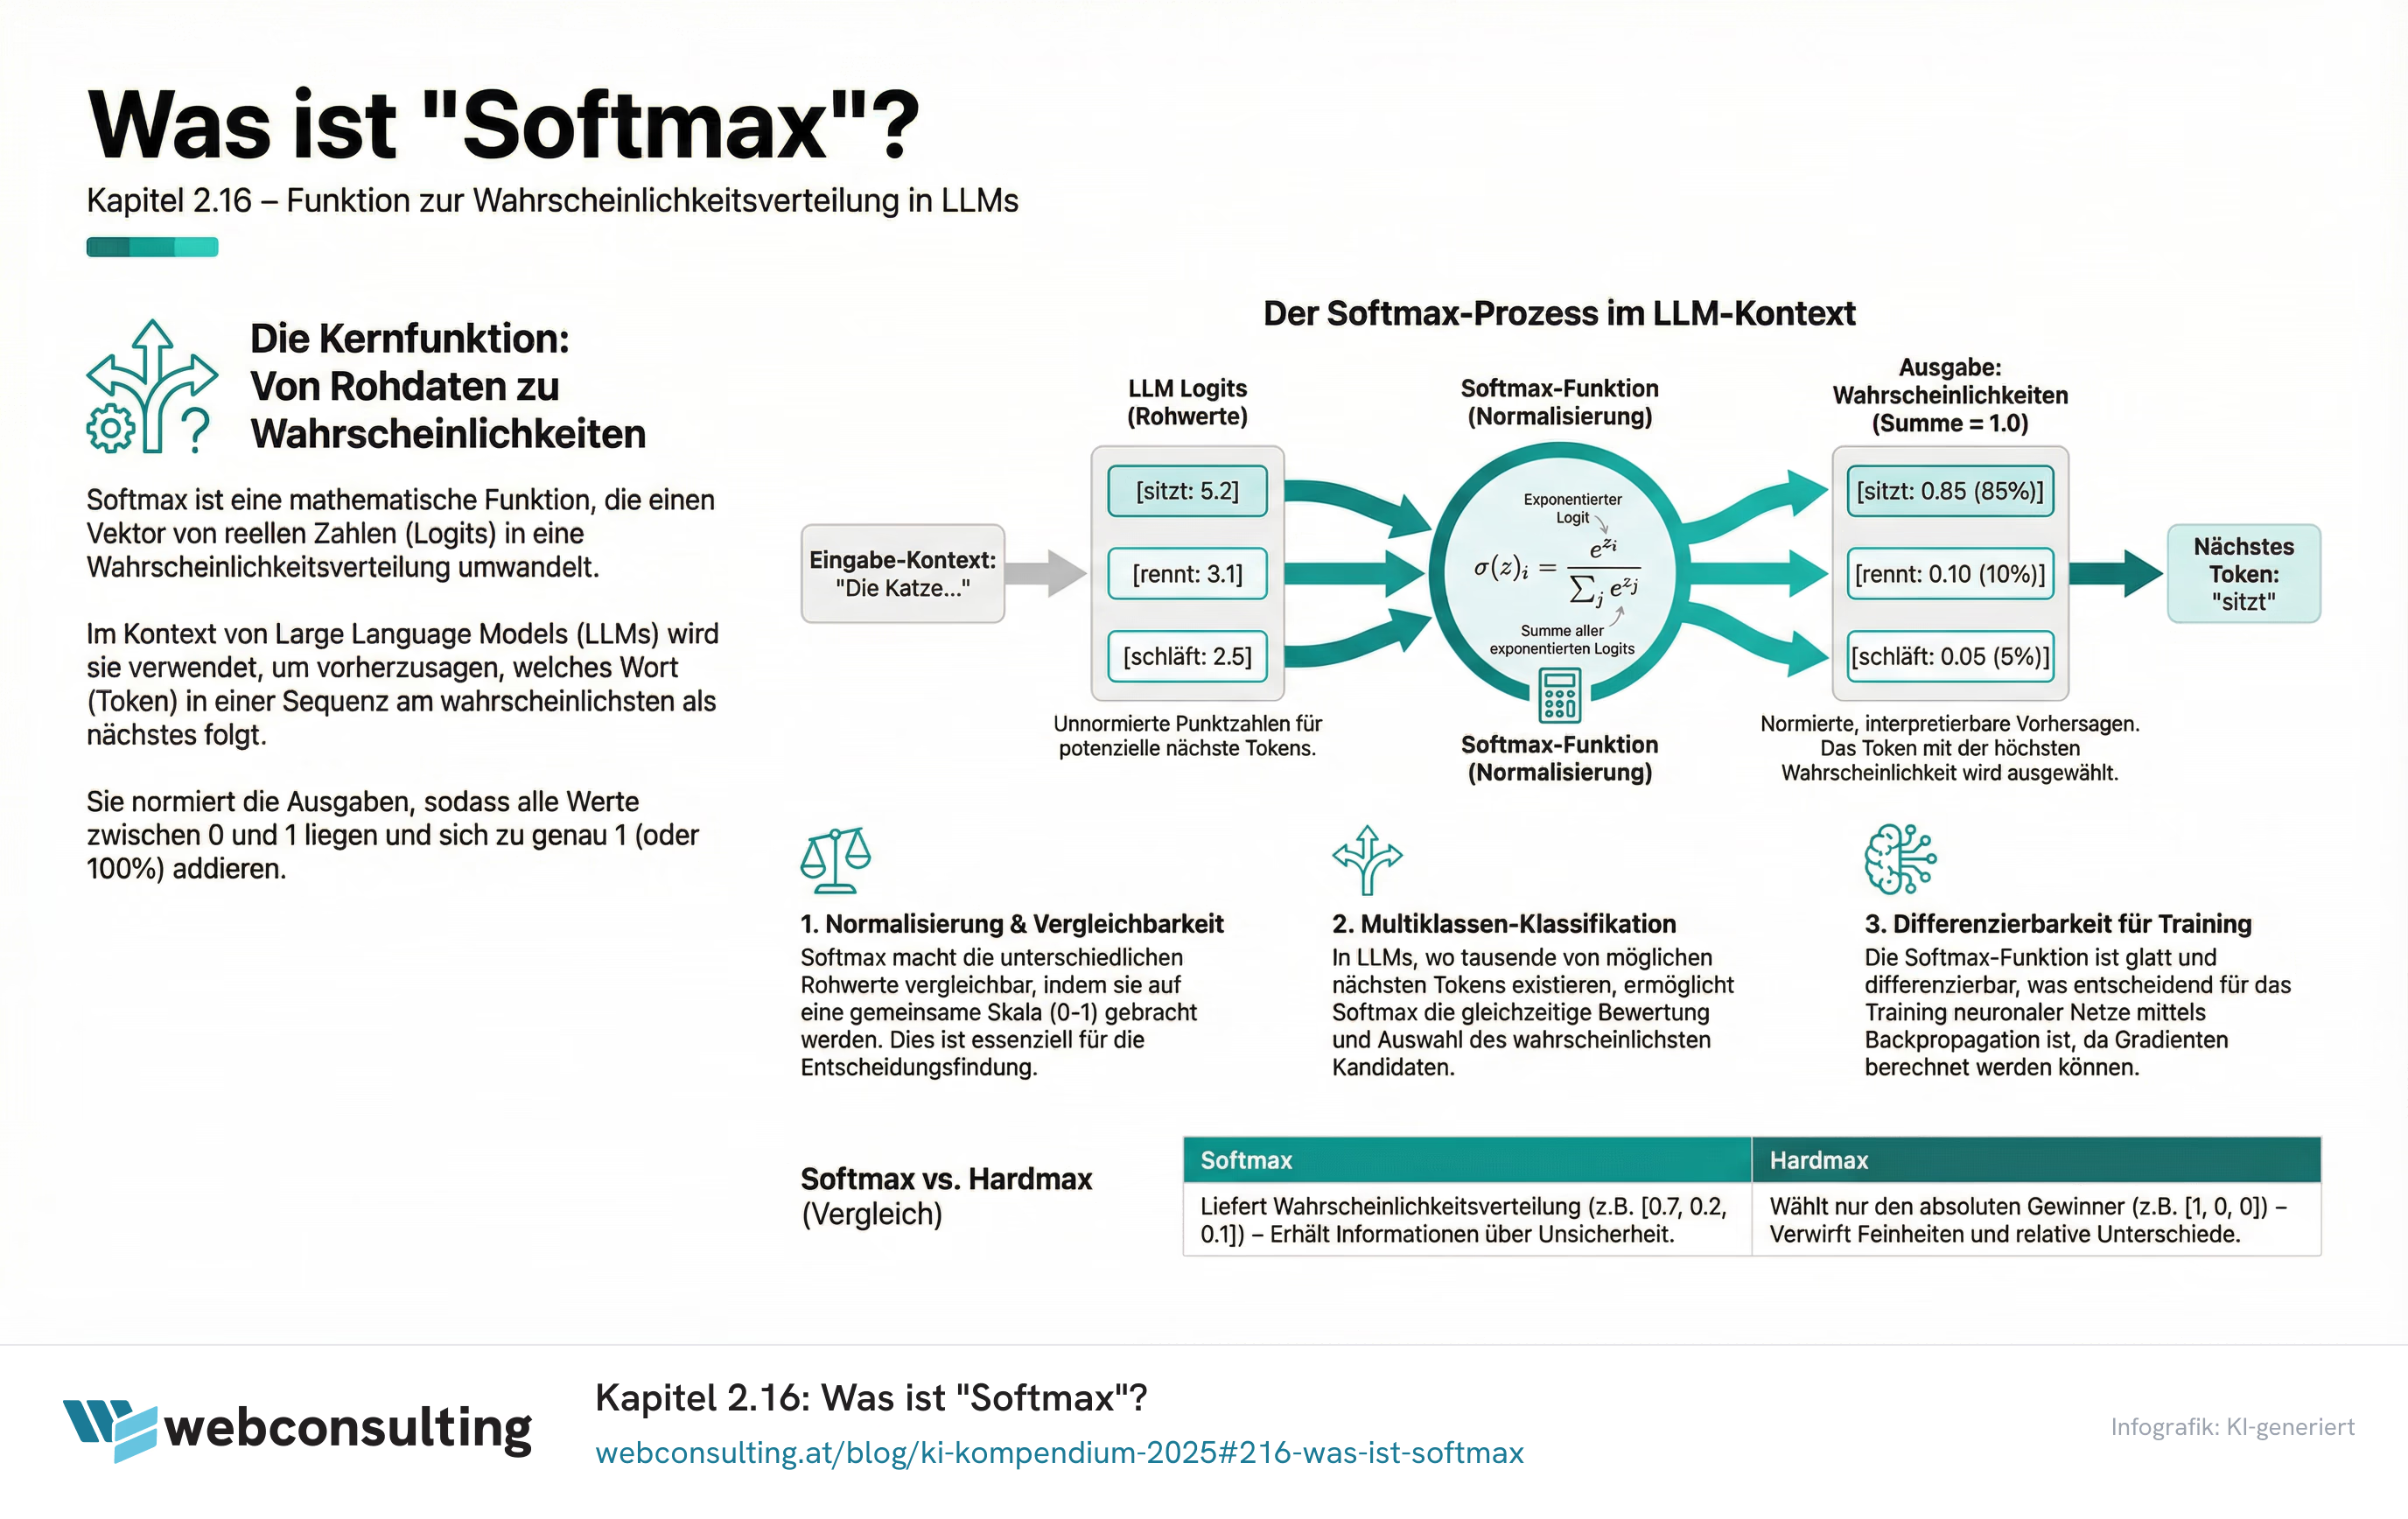 Was ist "Softmax"?
Kapitel 2.16 – Funktion zur Wahrscheinlichkeitsverteilung in LLMs
Die Kernfunktion:
Von Rohdaten zu
Wahrscheinlichkeiten
Softmax ist eine mathematische Funktion, die einen
Vektor von reellen Zahlen (Logits) in eine
Wahrscheinlichkeitsverteilung umwandelt.
Im Kontext von Large Language Models (LLMs) wird
sie verwendet, um vorherzusagen, welches Wort
(Token) in einer Sequenz am wahrscheinlichsten als
nächstes folgt.
Sie normiert die Ausgaben, sodass alle Werte
zwischen 0 und 1 liegen und sich zu genau 1 (oder
100%) addieren.
Der Softmax-Prozess im LLM-Kontext
Eingabe-Kontext:
"Die Katze..."
LLM Logits
(Rohwerte)
[sitzt: 5.2]
[rennt: 3.1]
[schläft: 2.5]
Unnormierte Punktzahlen für
potenzielle nächste Tokens.
Softmax-Funktion
(Normalisierung)
Exponentierter
Logit
σ(z)ᵢ = e^{zᵢ} / ∑ⱼ e^{zⱼ}
Summe aller
exponentierten Logits
Softmax-Funktion
(Normalisierung)
Ausgabe:
Wahrscheinlichkeiten
(Summe = 1.0)
[sitzt: 0.85 (85%)]
[rennt: 0.10 (10%)]
[schläft: 0.05 (5%)]
Normierte, interpretierbare Vorhersagen.
Das Token mit der höchsten
Wahrscheinlichkeit wird ausgewählt.
Nächstes
Token:
"sitzt"
1. Normalisierung & Vergleichbarkeit
Softmax macht die unterschiedlichen
Rohwerte vergleichbar, indem sie auf
eine gemeinsame Skala (0-1) gebracht
werden. Dies ist essenziell für die
Entscheidungsfindung.
2. Multiklassen-Klassifikation
In LLMs, wo tausende von möglichen
nächsten Tokens existieren, ermöglicht
Softmax die gleichzeitige Bewertung
und Auswahl des wahrscheinlichsten
Kandidaten.
3. Differenzierbarkeit für Training
Die Softmax-Funktion ist glatt und
differenzierbar, was entscheidend für das
Training neuronaler Netze mittels
Backpropagation ist, da Gradienten
berechnet werden können.
Softmax vs. Hardmax
(Vergleich)
Softmax
Liefert Wahrscheinlichkeitsverteilung (z.B. [0.7, 0.2,
0.1]) – Erhält Informationen über Unsicherheit.
Hardmax
Wählt nur den absoluten Gewinner (z.B. [1, 0, 0]) –
Verwirft Feinheiten und relative Unterschiede.
webconsulting
Kapitel 2.16: Was ist "Softmax"?
webconsulting.at/blog/ki-kompendium-2025#216-was-ist-softmax
Infografik: KI-generiert